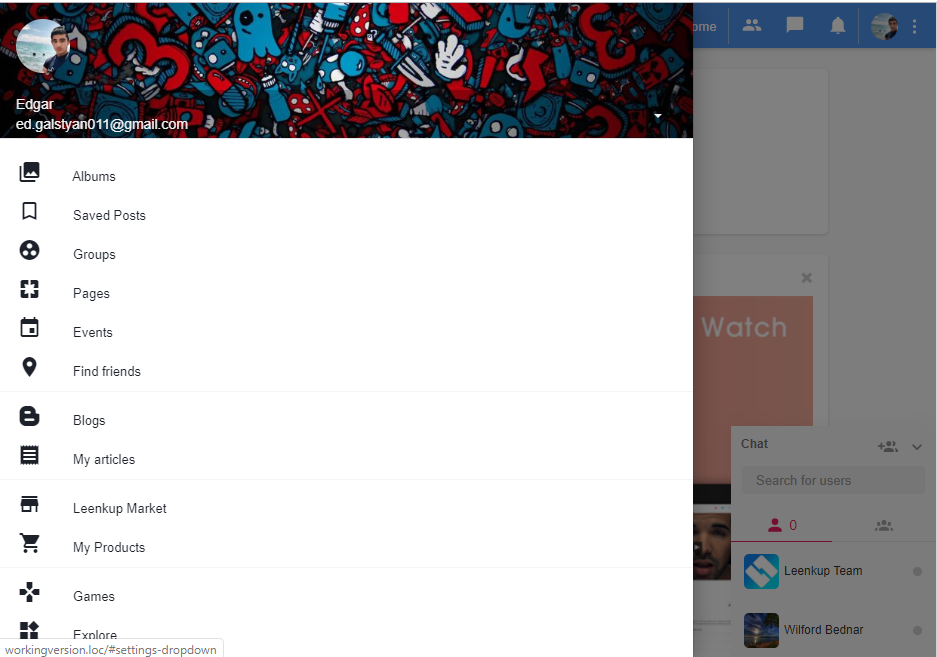 Edgar
ed.galstyan011@gmail.com
Albums
Saved Posts
Groups
Pages
Events
Find friends
Blogs
My articles
Leenkup Market
My Products
Games
Explore
workingversion.loc/#settings-dropdown
ome
Watch
Chat
Search for users
0
Leenkup Team
Wilford Bednar